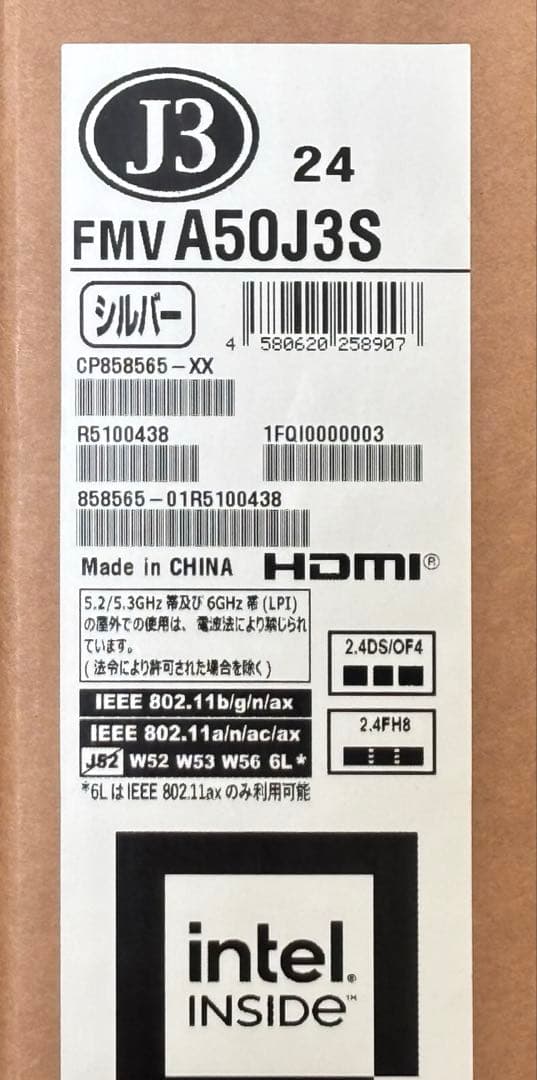 J3
24
FMV A50J3S
シルバー
4 580620 258907
CP858565-XX
R5100438
1FQI0000003
858565-01R5100438
Made in CHINA
HDMI®
5.2/5.3GHz 帯及び 6GHz 帯 (LPI)
の屋外での使用は、電波法により禁じられ
ています。
(法令により許可された場合を除く)
2.4DS/OF4
IEEE 802.11b/g/n/ax
IEEE 802.11a/n/ac/ax
J52 W52 W53 W56 6L*
2.4FH8
*6L は IEEE 802.11ax のみ利用可能
intel®
INSIDe™